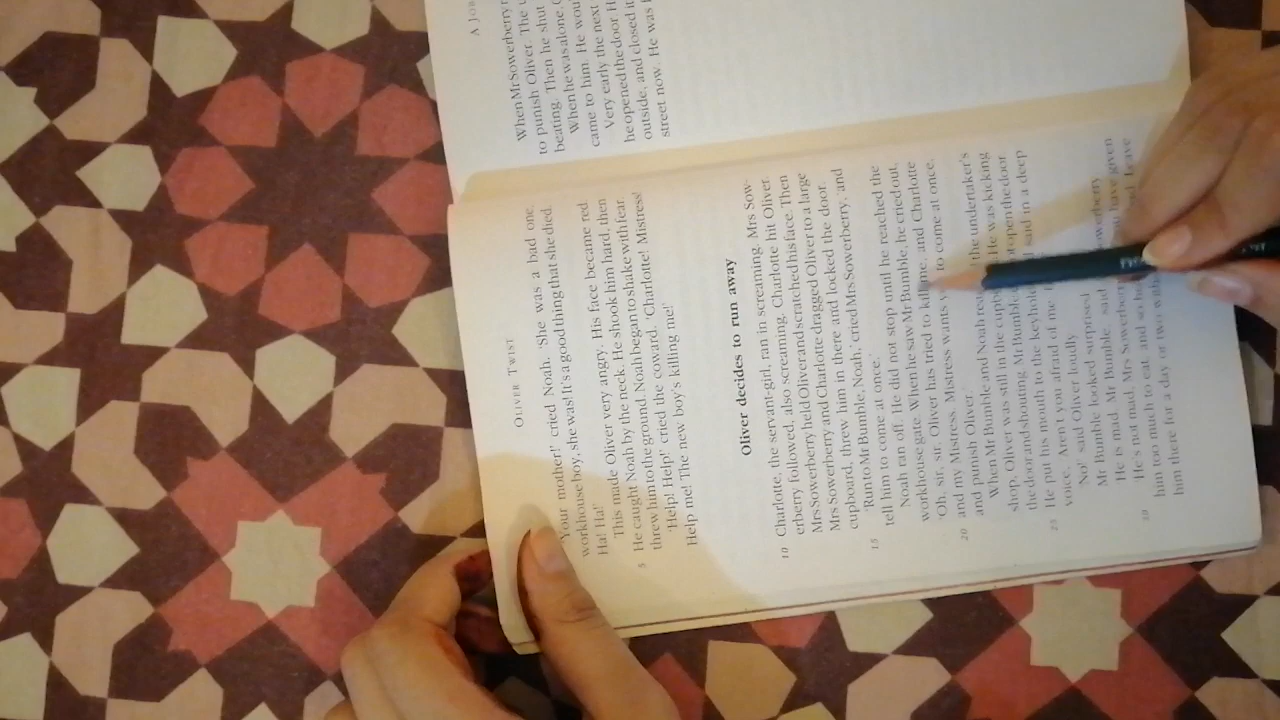 OLIVER TWIST
'Your mother!' cried Noah. 'She was a bad one.
workhouse boy, she was! It's a good thing that she died.
Ha! Ha!'
This made Oliver very angry. His face became red.
He caught Noah by the neck. He shook him hard, then
5 threw him to the ground. Noah began to shake with fear.
'Help! Help!' cried the coward. 'Charlotte! Mistress!
Help me! The new boy's killing me!'
Oliver decides to run away
10 Charlotte, the servant-girl, ran in screaming. Mrs Sow-
erberry followed, also screaming. Charlotte hit Oliver.
Mrs Sowerberry held Oliver and scratched his face. Then
Mrs Sowerberry and Charlotte dragged Oliver to a large
cupboard, threw him in there and locked the door.
'Run to Mr Bumble, Noah,' cried Mrs Sowerberry, 'and
15 tell him to come at once.'
Noah ran off. He did not stop until he reached the
workhouse gate. When he saw Mr Bumble, he cried out,
'Oh, sir, sir, Oliver has tried to kill me, and Charlotte
and my Mistress. Mistress wants to come at once,
20 and punish Oliver.'
When Mr Bumble and Noah the undertaker's
shop, Oliver was still in the He was kicking
the door and shouting. Mr Bumble open the door
He put his mouth to the keyhole said in a deep
25 voice, 'Aren't you afraid of me
'No!' said Oliver loudly
Mr Bumble looked surprised
'He is mad, Mr Bumble,' said
'He's not mad, Mrs have given
30 him too much to eat, and so Leave
him there for a day or two
A
When Mr Sowerberry
to punish Oliver. The
beating. Then he shut
When he was alone,
came to him. He
Very early the next
he opened the door. H
outside, and closed
street now. He was